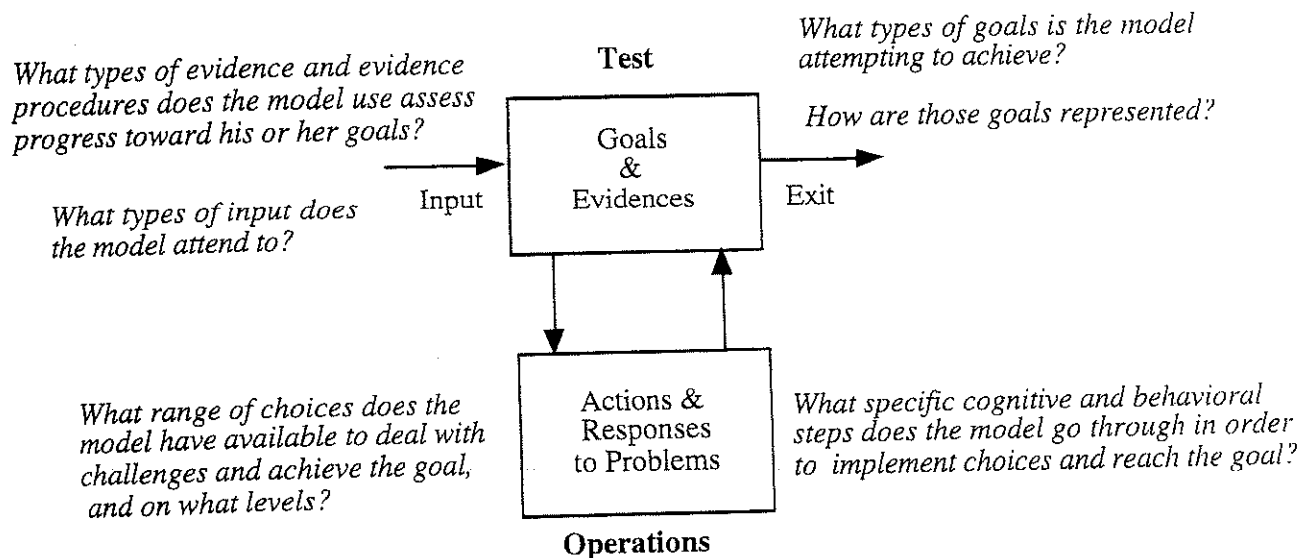 What types of evidence and evidence
procedures does the model use assess
progress toward his or her goals?
What types of input does
the model attend to?
Input
Test
Goals
&
Evidences
Exit
What types of goals is the model
attempting to achieve?
How are those goals represented?
What range of choices does the
model have available to deal with
challenges and achieve the goal,
and on what levels?
Actions &
Responses
to Problems
Operations
What specific cognitive and behavioral
steps does the model go through in order
to implement choices and reach the goal?